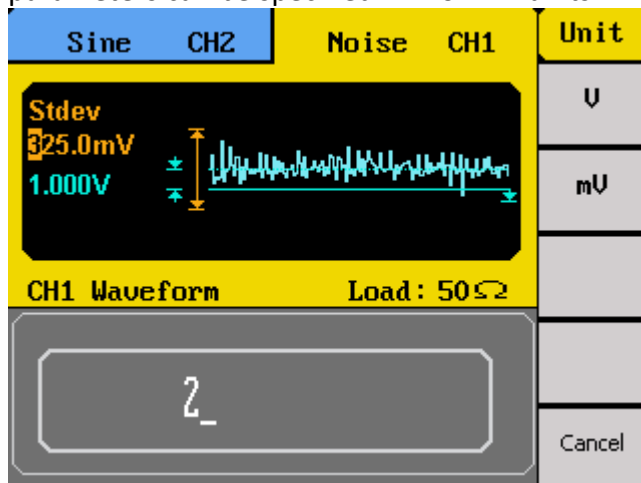 Sine CH2 Noise CH1 Unit
Stdev
325.0mV
1.000V
V
mV
CH1 Waveform Load: 50Ω
2_
Cancel